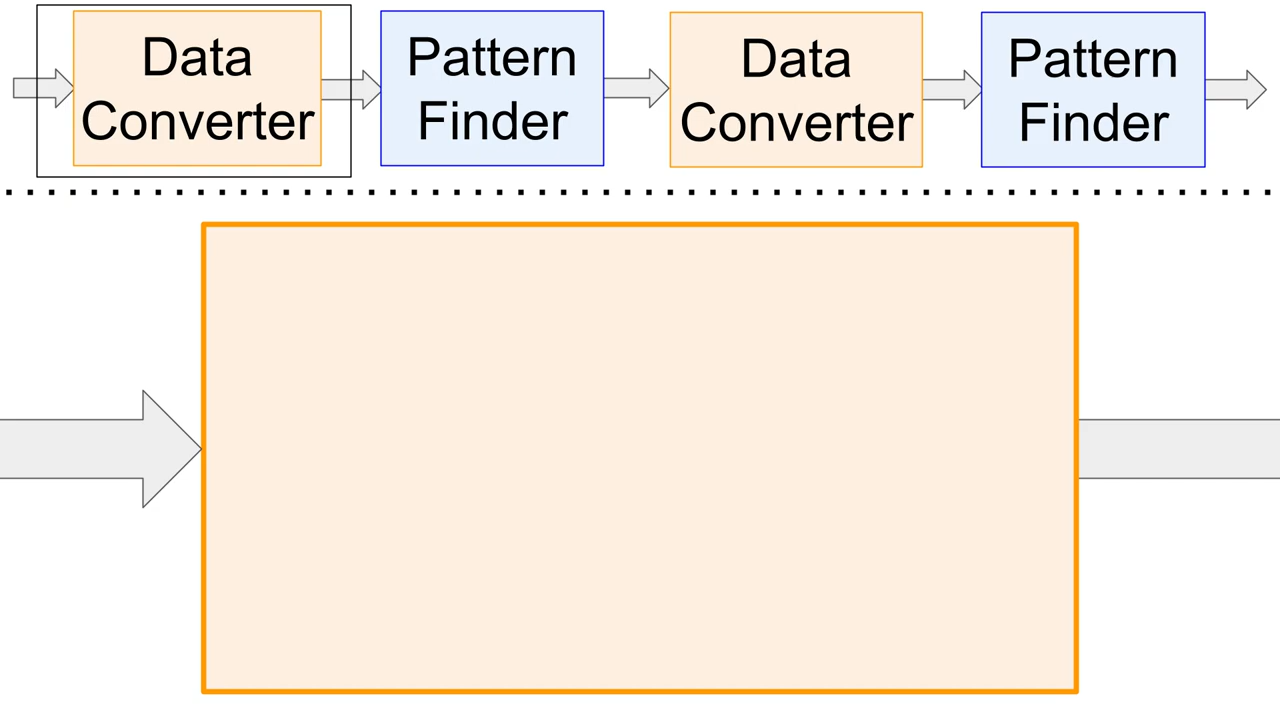 Data
Converter
Pattern
Finder
Data
Converter
Pattern
Finder